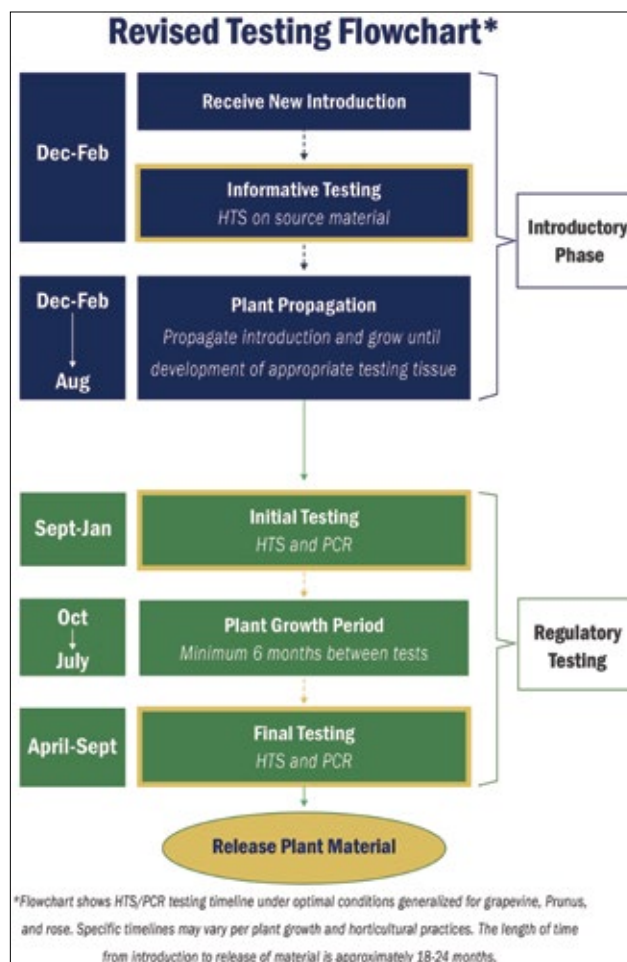 Revised Testing Flowchart*
Dec-Feb
Receive New Introduction
Informative Testing
HTS on source material
Introductory
Phase
Dec-Feb
Aug
Plant Propagation
Propagate introduction and grow until
development of appropriate testing tissue
Sept-Jan
Initial Testing
HTS and PCR
Oct
July
Plant Growth Period
Minimum 6 months between tests
Regulatory
Testing
April-Sept
Final Testing
HTS and PCR
Release Plant Material
*Flowchart shows HTS/PCR testing timeline under optimal conditions generalized for grapevine, Prunus,
and rose. Specific timelines may vary per plant growth and horticultural practices. The length of time
from introduction to release of material is approximately 18-24 months.